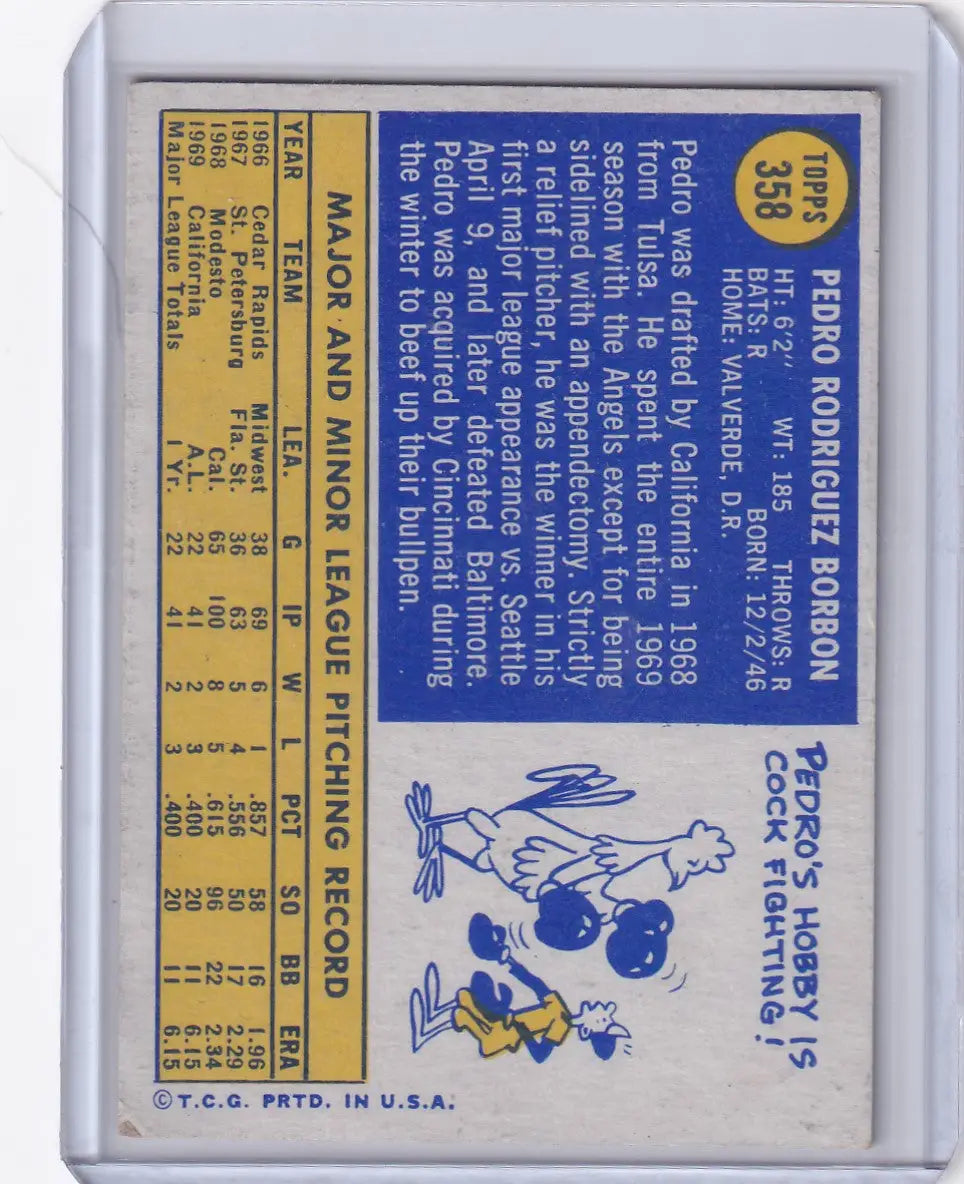 TOPPS
358
PEDRO RODRIGUEZ BORBON
HT: 6'2" WT: 185 THROWS: R
BATS: R BORN: 12/2/46
HOME: VALVERDE, D.R.
Pedro was drafted by California in 1968
from Tulsa. He spent the entire 1969
season with the Angels except for being
sidelined with an appendectomy. Strictly
a relief pitcher, he was the winner in his
first major league appearance vs. Seattle
April 9, and later defeated Baltimore.
Pedro was acquired by Cincinnati during
the winter to beef up their bullpen.
PEDRO'S HOBBY IS
COCK FIGHTING!
MAJOR AND MINOR LEAGUE PITCHING RECORD
YEAR TEAM LEA. G IP W L PCT SO BB ERA
1966 Cedar Rapids Midwest 38 69 6 1 .857 58 16 1.96
1967 St. Petersburg Fla. St. 36 63 5 4 .556 50 17 2.29
1968 Modesto Cal. 65 100 8 5 .615 96 22 2.34
1969 California A.L. 22 41 2 3 .400 20 11 6.15
Major League Totals 1 Yr. 22 41 2 3 .400 20 11 6.15
© T.C.G. PRTD. IN U.S.A.